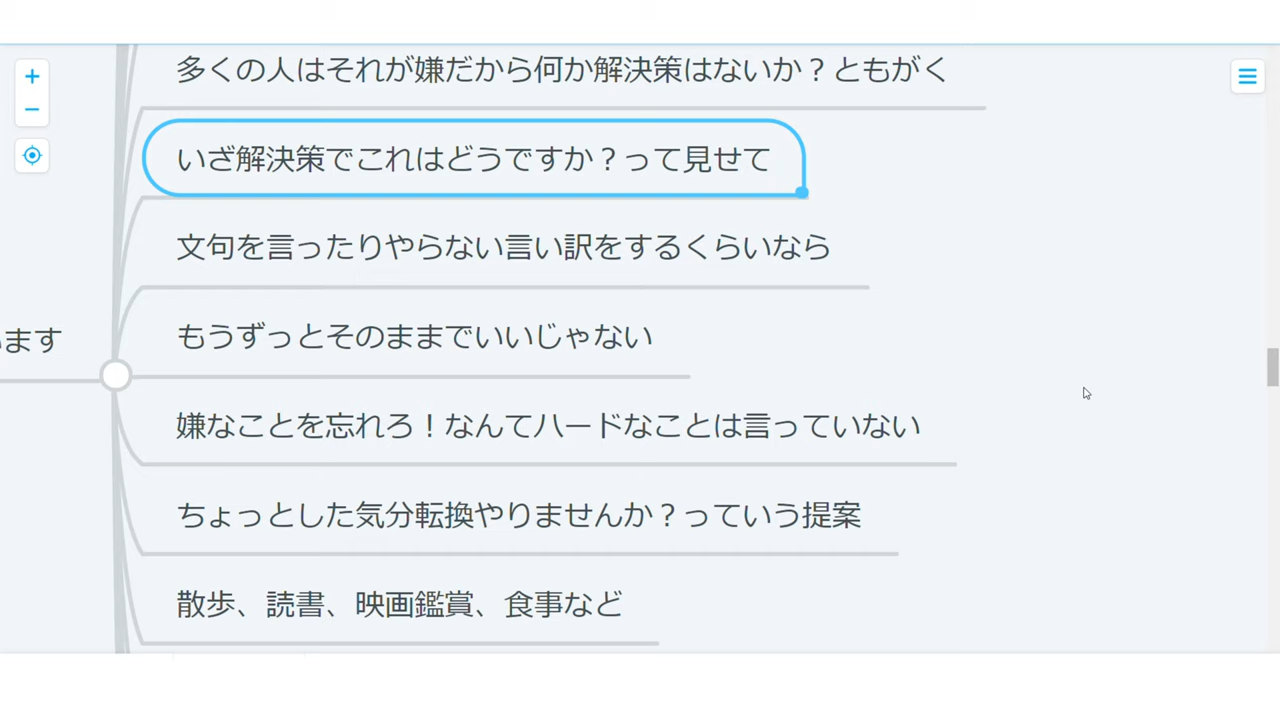 多くの人はそれが嫌だから何か解決策はないか？ともがく
いざ解決策でこれはどうですか？って見せて
文句を言ったりやらない言い訳をするくらいなら
います
もうずっとそのままでいいじゃない
嫌なことを忘れろ！なんてハードなことは言っていない
ちょっとした気分転換やりませんか？っていう提案
散歩、読書、映画鑑賞、食事など